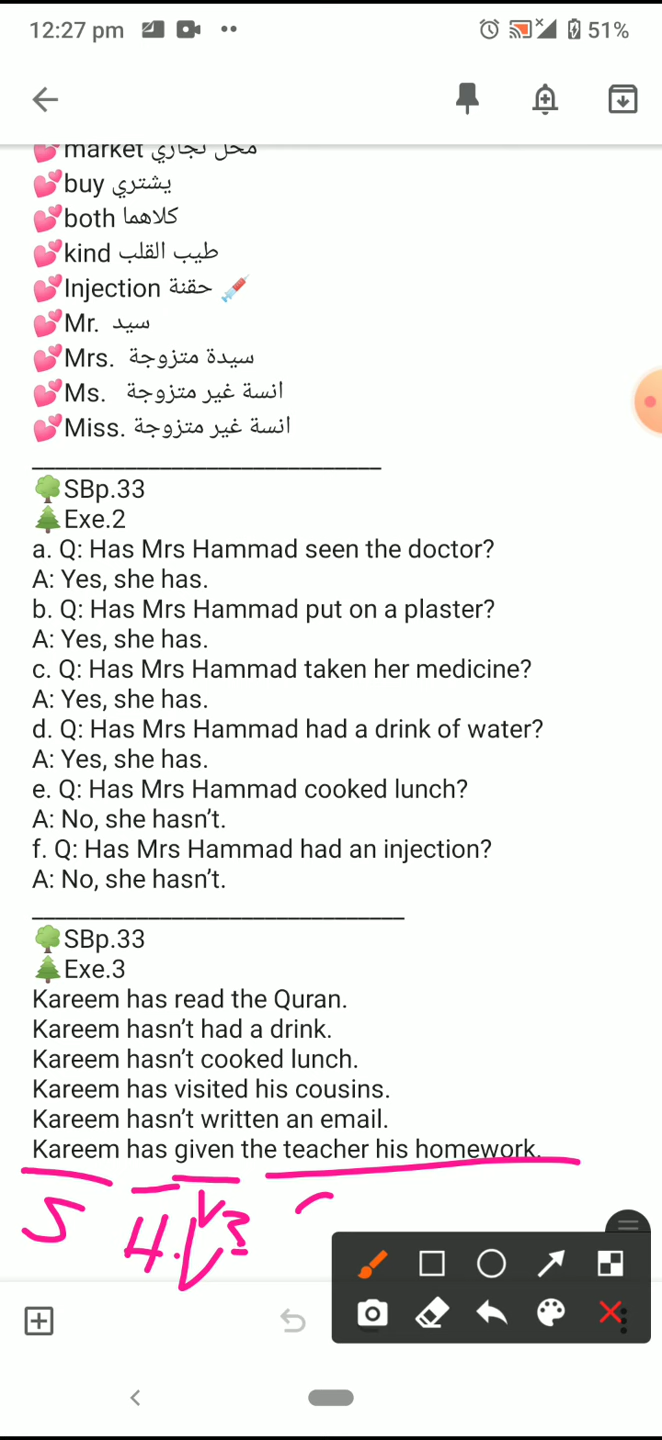 12:27 pm 51%
market محل تجاري
buy يشتري
both كلاهما
kind طيب القلب
Injection حقنة
Mr. سيد
Mrs. سيدة متزوجة
Ms. انسة غير متزوجة
Miss. انسة غير متزوجة
SBp.33
Exe.2
a. Q: Has Mrs Hammad seen the doctor?
A: Yes, she has.
b. Q: Has Mrs Hammad put on a plaster?
A: Yes, she has.
c. Q: Has Mrs Hammad taken her medicine?
A: Yes, she has.
d. Q: Has Mrs Hammad had a drink of water?
A: Yes, she has.
e. Q: Has Mrs Hammad cooked lunch?
A: No, she hasn’t.
f. Q: Has Mrs Hammad had an injection?
A: No, she hasn’t.
SBp.33
Exe.3
Kareem has read the Quran.
Kareem hasn’t had a drink.
Kareem hasn’t cooked lunch.
Kareem has visited his cousins.
Kareem hasn’t written an email.
Kareem has given the teacher his homework.
S H.V V3